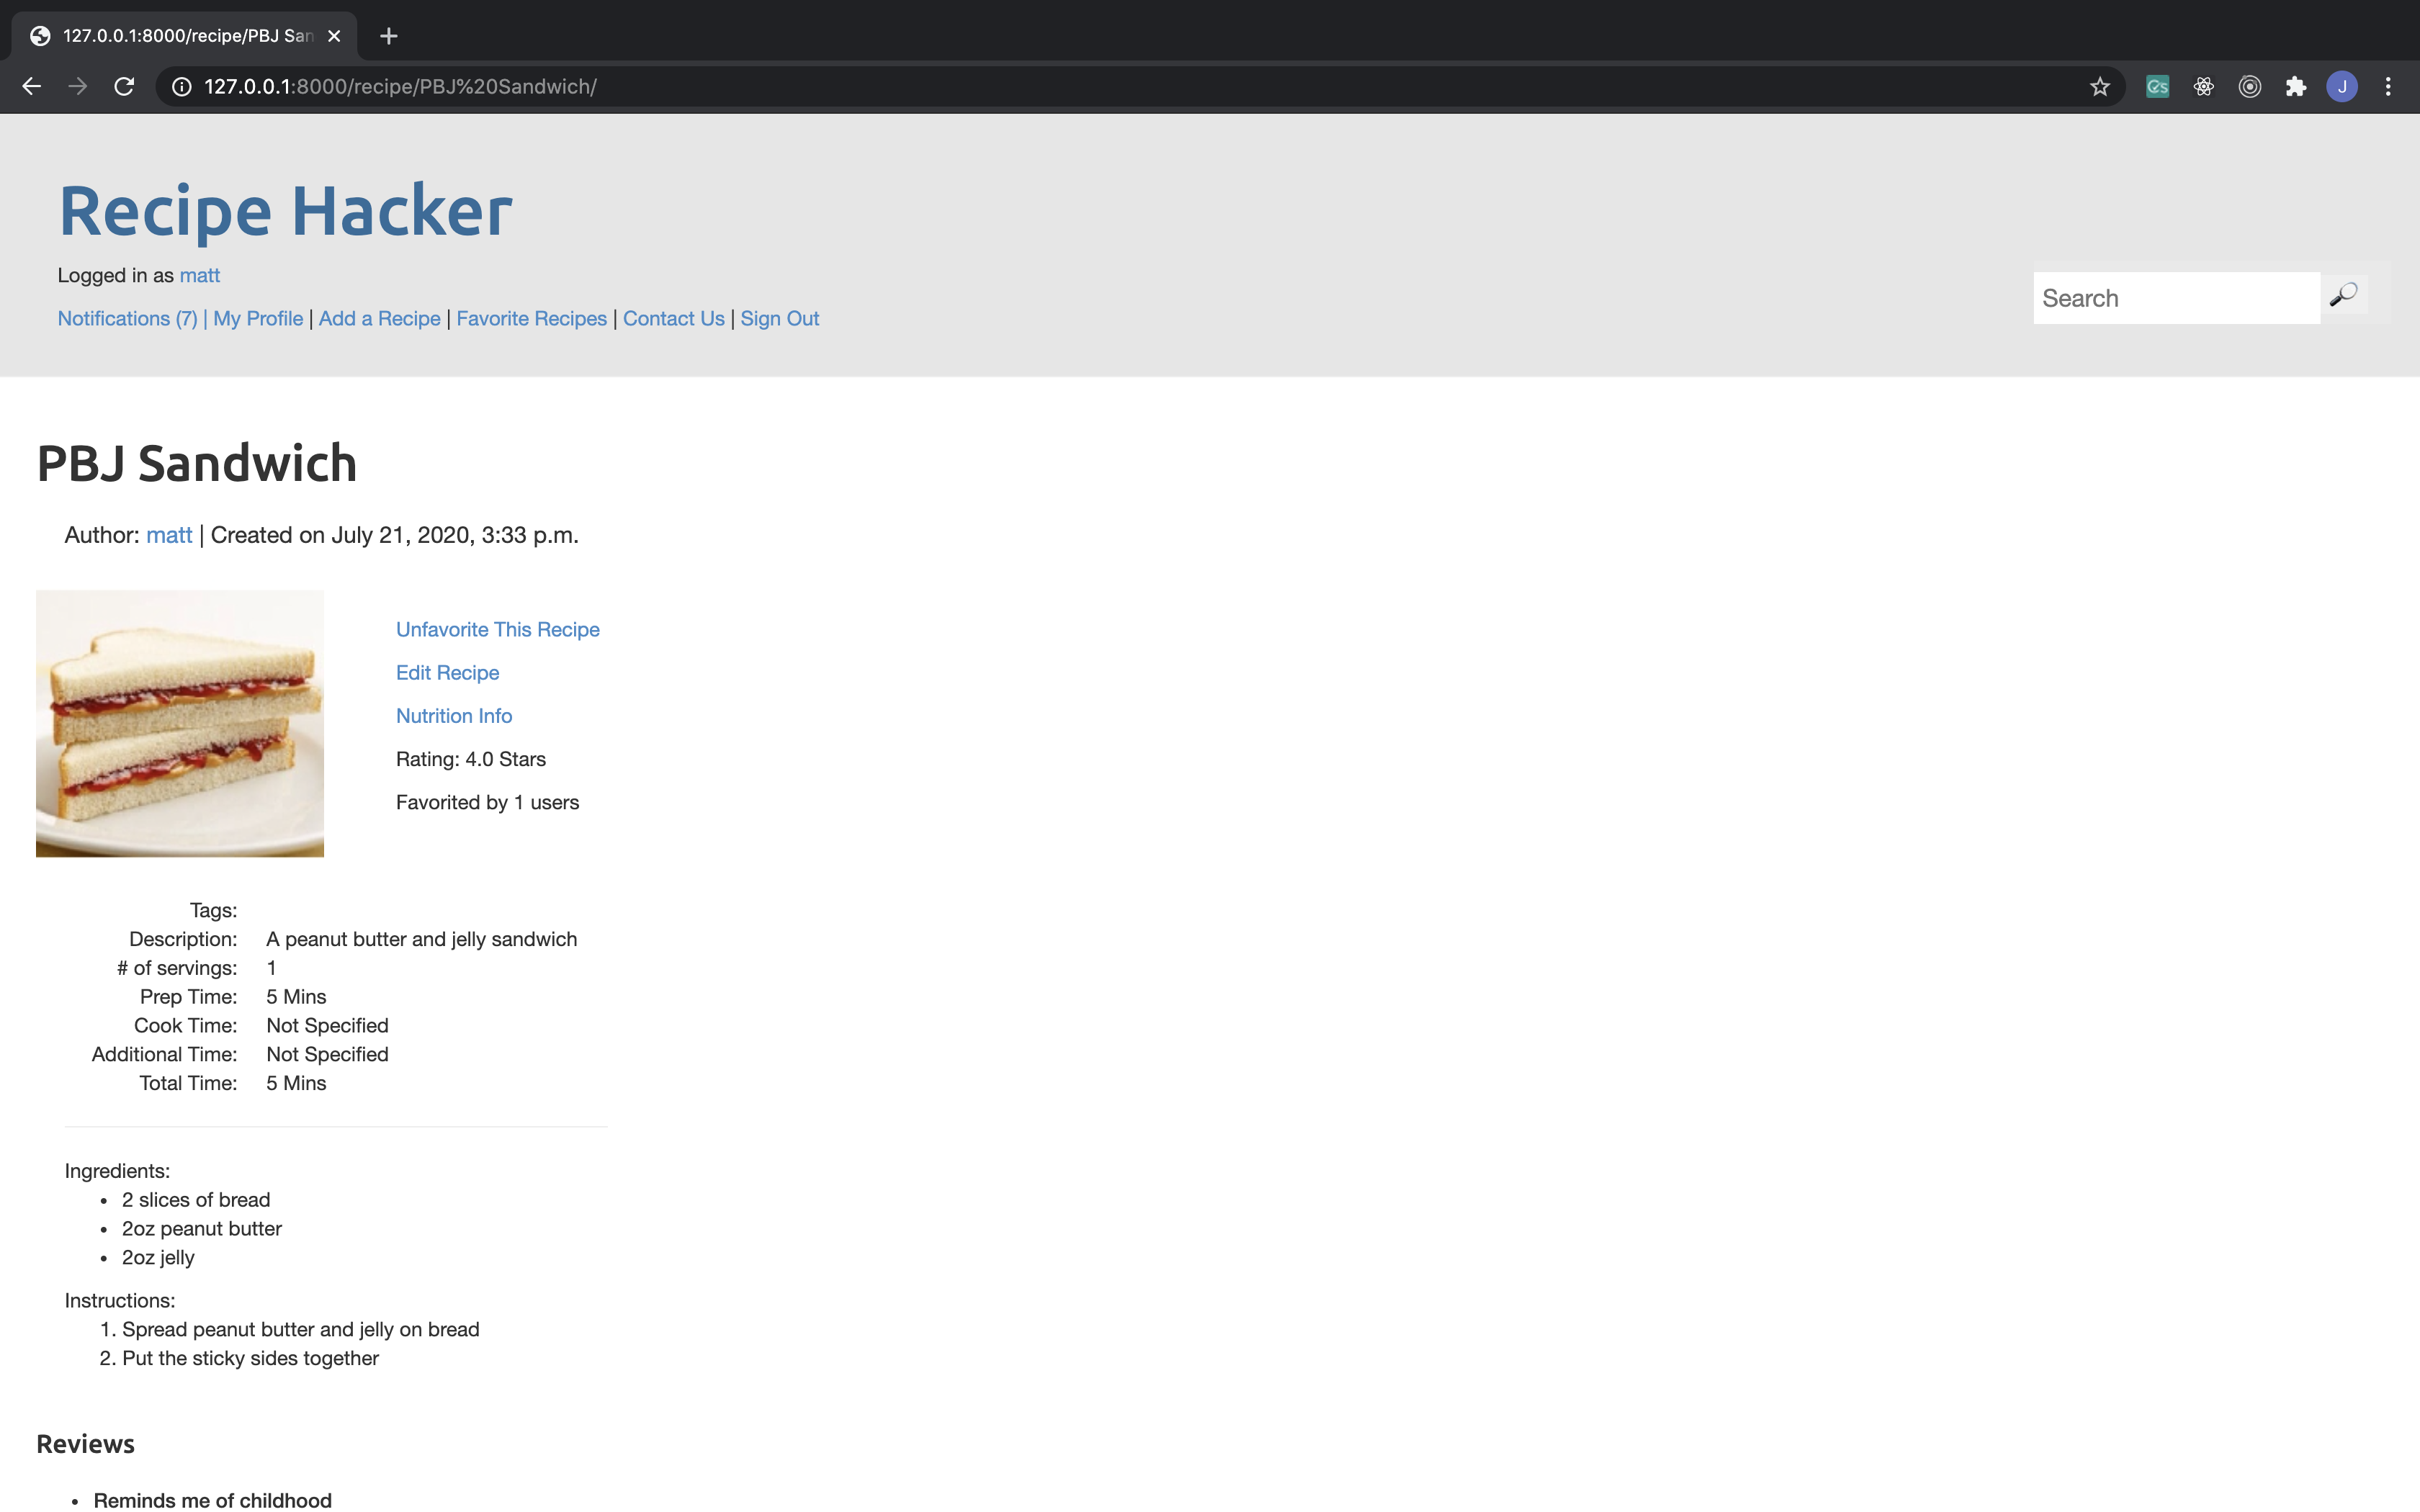 127.0.0.1:8000/recipe/PBJ San
127.0.0.1:8000/recipe/PBJ%20Sandwich/
J
Recipe Hacker
Logged in as matt
Notifications (7) | My Profile | Add a Recipe | Favorite Recipes | Contact Us | Sign Out
Search
PBJ Sandwich
Author: matt | Created on July 21, 2020, 3:33 p.m.
Unfavorite This Recipe
Edit Recipe
Nutrition Info
Rating: 4.0 Stars
Favorited by 1 users
Tags:
Description: A peanut butter and jelly sandwich
# of servings: 1
Prep Time: 5 Mins
Cook Time: Not Specified
Additional Time: Not Specified
Total Time: 5 Mins
Ingredients:
• 2 slices of bread
• 2oz peanut butter
• 2oz jelly
Instructions:
1. Spread peanut butter and jelly on bread
2. Put the sticky sides together
Reviews
• Reminds me of childhood